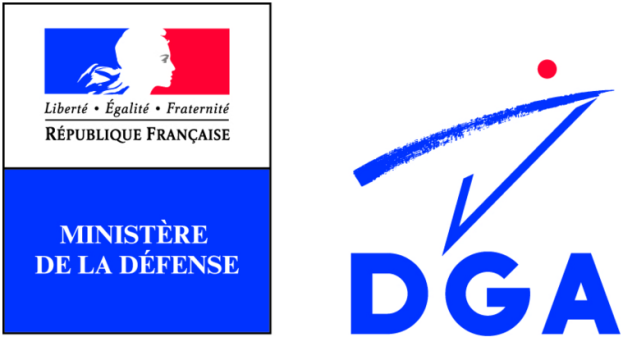 Liberté • Égalité • Fraternité
RÉPUBLIQUE FRANÇAISE
MINISTÈRE
DE LA DÉFENSE
DGA